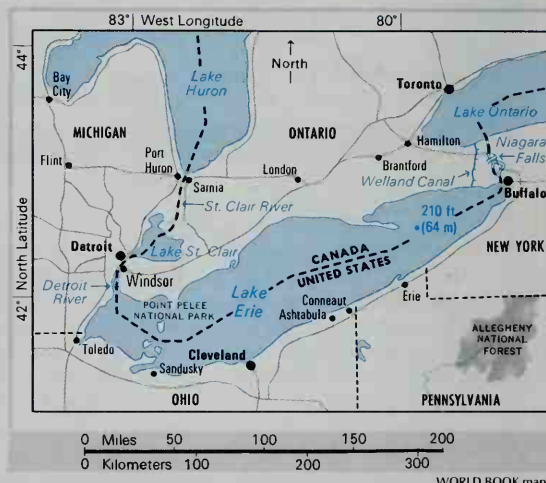 83° West Longitude 80°
44°
North
Bay
City
Lake
Huron
Toronto
Lake Ontario
MICHIGAN
ONTARIO
Hamilton
Niagara
Falls
Flint
Port
Huron
Sarnia
London
Brantford
Welland Canal
Buffalo
St. Clair River
210 ft
(64 m)
NEW YORK
Detroit
Lake St. Clair
CANADA
UNITED STATES
Windsor
North Latitude
42°
Detroit
River
POINT PELEE
NATIONAL PARK
Lake
Erie
Erie
Conneaut
Ashtabula
ALLEGHENY
NATIONAL
FOREST
Toledo
Cleveland
Sandusky
OHIO
PENNSYLVANIA
0 Miles 50 100 150 200
0 Kilometers 100 200 300
WORLD BOOK map